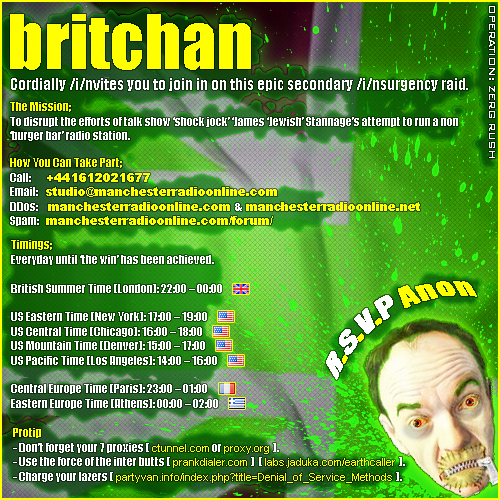 britchan
Cordially /i/nvites you to join in on this epic secondary /i/nsurgency raid.
OPERATION: ZERG RUSH
The Mission;
To disrupt the efforts of talk show 'shock jock' 'James 'Jewish' Stannage's attempt to run a non
'burger bar' radio station.
How You Can Take Part;
Call: +441612021677
Email: studio@manchesterradioonline.com
DDos: manchesterradioonline.com & manchesterradioonline.net
Spam: manchesterradioonline.com/forum/
Timings;
Everyday until 'the win' has been achieved.
British Summer Time [London]: 22:00 – 00:00
US Eastern Time [New York]: 17:00 – 19:00
US Central Time [Chicago]: 16:00 – 18:00
US Mountain Time [Denver]: 15:00 – 17:00
US Pacific Time [Los Angeles]: 14:00 – 16:00
Central Europe Time [Paris]: 23:00 – 01:00
Eastern Europe Time [Athens]: 00:00 – 02:00
R.S.V.P Anon
Protip
- Don't forget your 7 proxies [ ctunnel.com or proxy.org ].
- Use the force of the inter butts [ prankdialer.com ] [ labs.jaduka.com/earthcaller ].
- Charge your lazers [ partyvan.info/index.php?title=Denial_of_Service_Methods ].